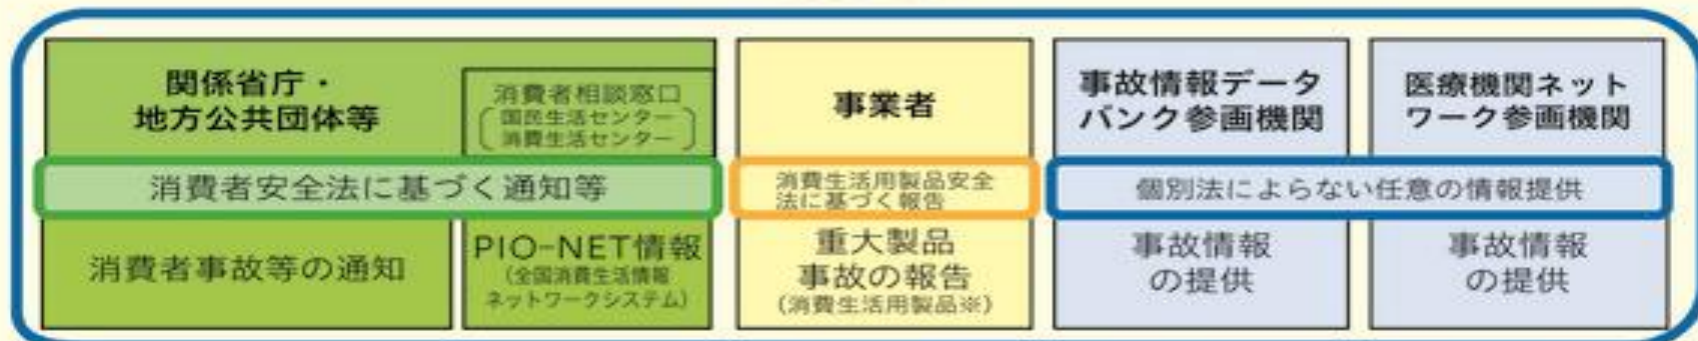 関係省庁・
地方公共団体等
消費者相談窓口
国民生活センター
消費生活センター
事業者
事故情報データ
バンク参画機関
医療機関ネット
ワーク参画機関
消費者安全法に基づく通知等
消費生活用製品安全
法に基づく報告
個別法によらない任意の情報提供
消費者事故等の通知
PIO-NET情報
(全国消費生活情報
ネットワークシステム)
重大製品
事故の報告
(消費生活用製品※)
事故情報
の提供
事故情報
の提供